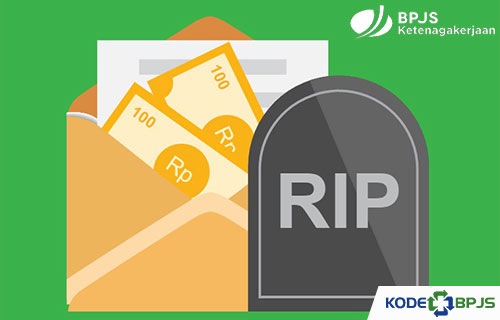 BPJS
Ketenagakerjaan
100
Rp
100
Rp
RIP
KODE BPJS